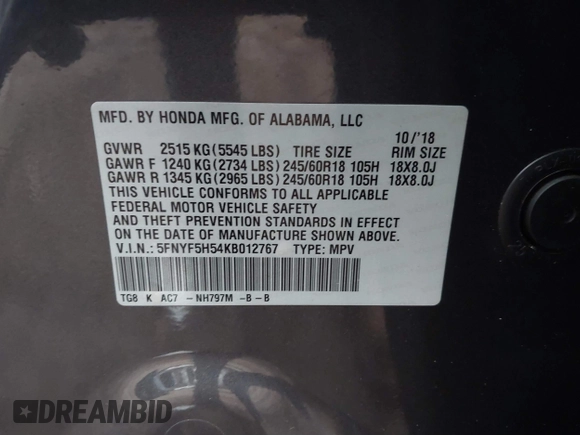 MFD. BY HONDA MFG. OF ALABAMA, LLC
10/'18
GVWR 2515 KG(5545 LBS) TIRE SIZE RIM SIZE
GAWR F 1240 KG(2734 LBS) 245/60R18 105H 18X8.0J
GAWR R 1345 KG(2965 LBS) 245/60R18 105H 18X8.0J
THIS VEHICLE CONFORMS TO ALL APPLICABLE
FEDERAL MOTOR VEHICLE SAFETY
AND THEFT PREVENTION STANDARDS IN EFFECT
ON THE DATE OF MANUFACTURE SHOWN ABOVE.
V.I.N.: 5FNYF5H54KB012767 TYPE: MPV
TG8 K AC7 - NH797M -B - B
DREAMBID